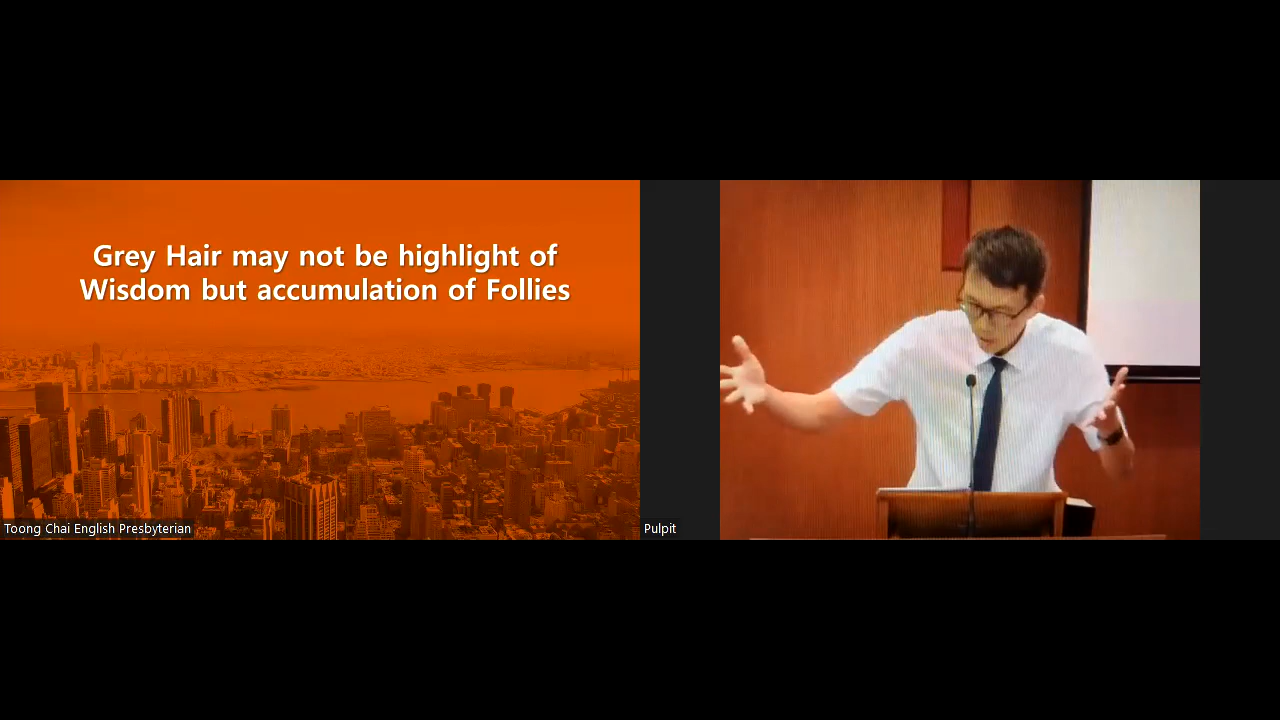 Grey Hair may not be highlight of
Wisdom but accumulation of Follies
Toong Chai English Presbyterian
Pulpit